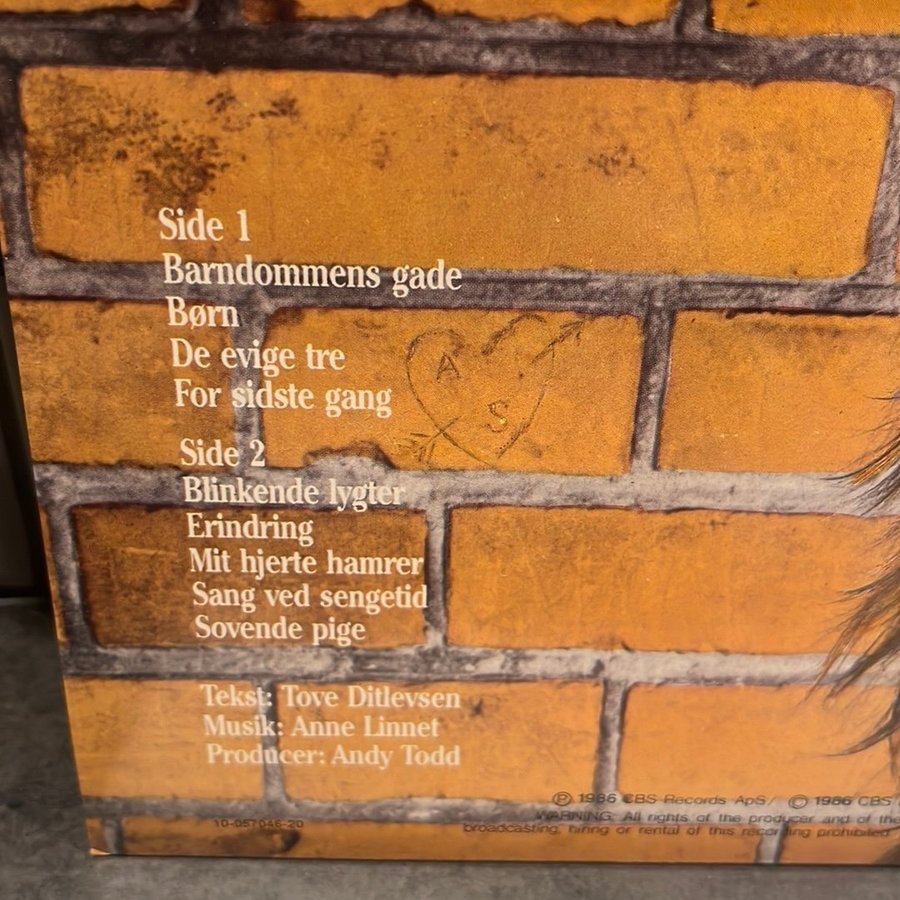 Side 1
Barndommens gade
Børn
De evige tre
For sidste gang
A
S
Side 2
Blinkende lygter
Erindring
Mit hjerte hamrer
Sang ved sengetid
Sovende pige
Tekst: Tove Ditlevsen
Musik: Anne Linnet
Producer: Andy Todd
Ⓟ 1986 CBS Records ApS / © 1986 CBS
WARNING: All rights of the producer and of the
broadcasting, hiring or rental of this recording prohibited
10-057046-20